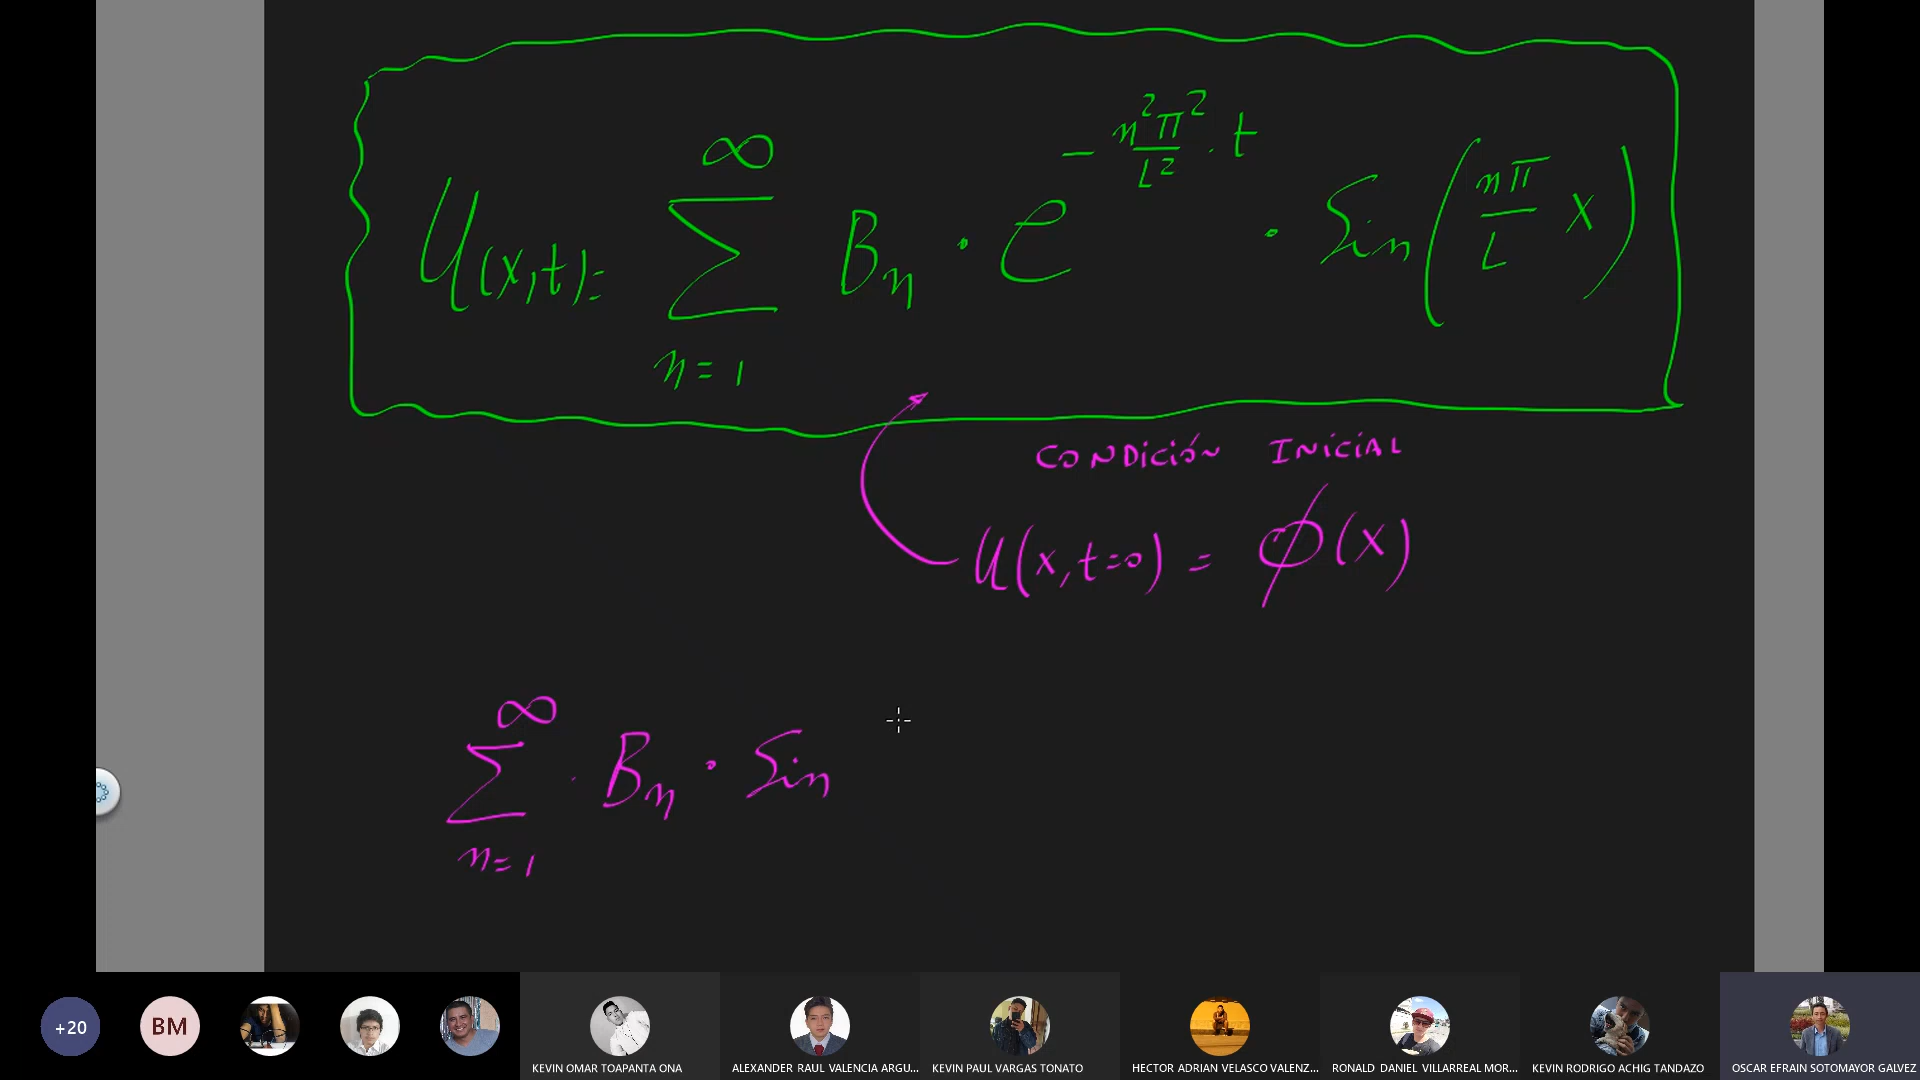 U(x,t) = ∑_{n=1}^{∞} B_n · e^{-\frac{n²π²}{L²} · t} · Sin(\frac{nπ}{L} x)
CONDICIÓN INICIAL
U(x,t=0) = φ(x)
∑_{n=1}^{∞} · B_n · Sin
+20
BM
KEVIN OMAR TOAPANTA ONA
ALEXANDER RAUL VALENCIA ARGU...
KEVIN PAUL VARGAS TONATO
HECTOR ADRIAN VELASCO VALENZ...
RONALD DANIEL VILLARREAL MOR...
KEVIN RODRIGO ACHIG TANDAZO
OSCAR EFRAIN SOTOMAYOR GALVEZ